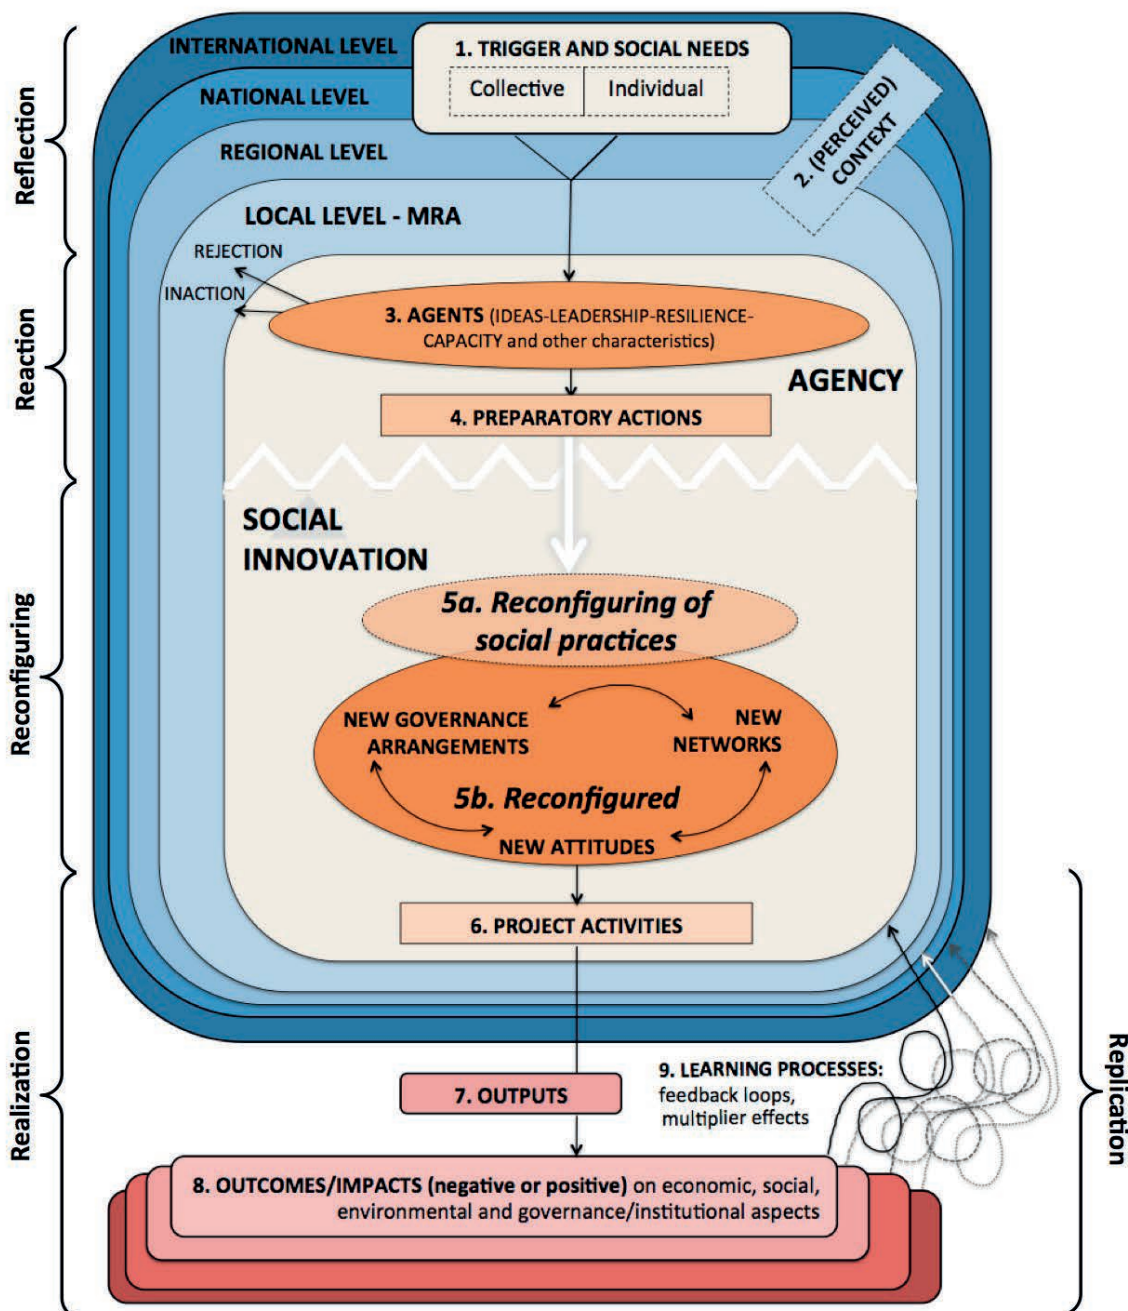 INTERNATIONAL LEVEL
1. TRIGGER AND SOCIAL NEEDS
Collective
Individual
NATIONAL LEVEL
2. (PERCEIVED)
CONTEXT
REGIONAL LEVEL
LOCAL LEVEL - MRA
Reflection
REJECTION
INACTION
3. AGENTS (IDEAS-LEADERSHIP-RESILIENCE-
CAPACITY and other characteristics)
AGENCY
Reaction
4. PREPARATORY ACTIONS
SOCIAL
INNOVATION
5a. Reconfiguring of
social practices
Reconfiguring
NEW GOVERNANCE
ARRANGEMENTS
NEW
NETWORKS
5b. Reconfigured
NEW ATTITUDES
6. PROJECT ACTIVITIES
Realization
7. OUTPUTS
9. LEARNING PROCESSES:
feedback loops,
multiplier effects
Replication
8. OUTCOMES/IMPACTS (negative or positive) on economic, social,
environmental and governance/institutional aspects